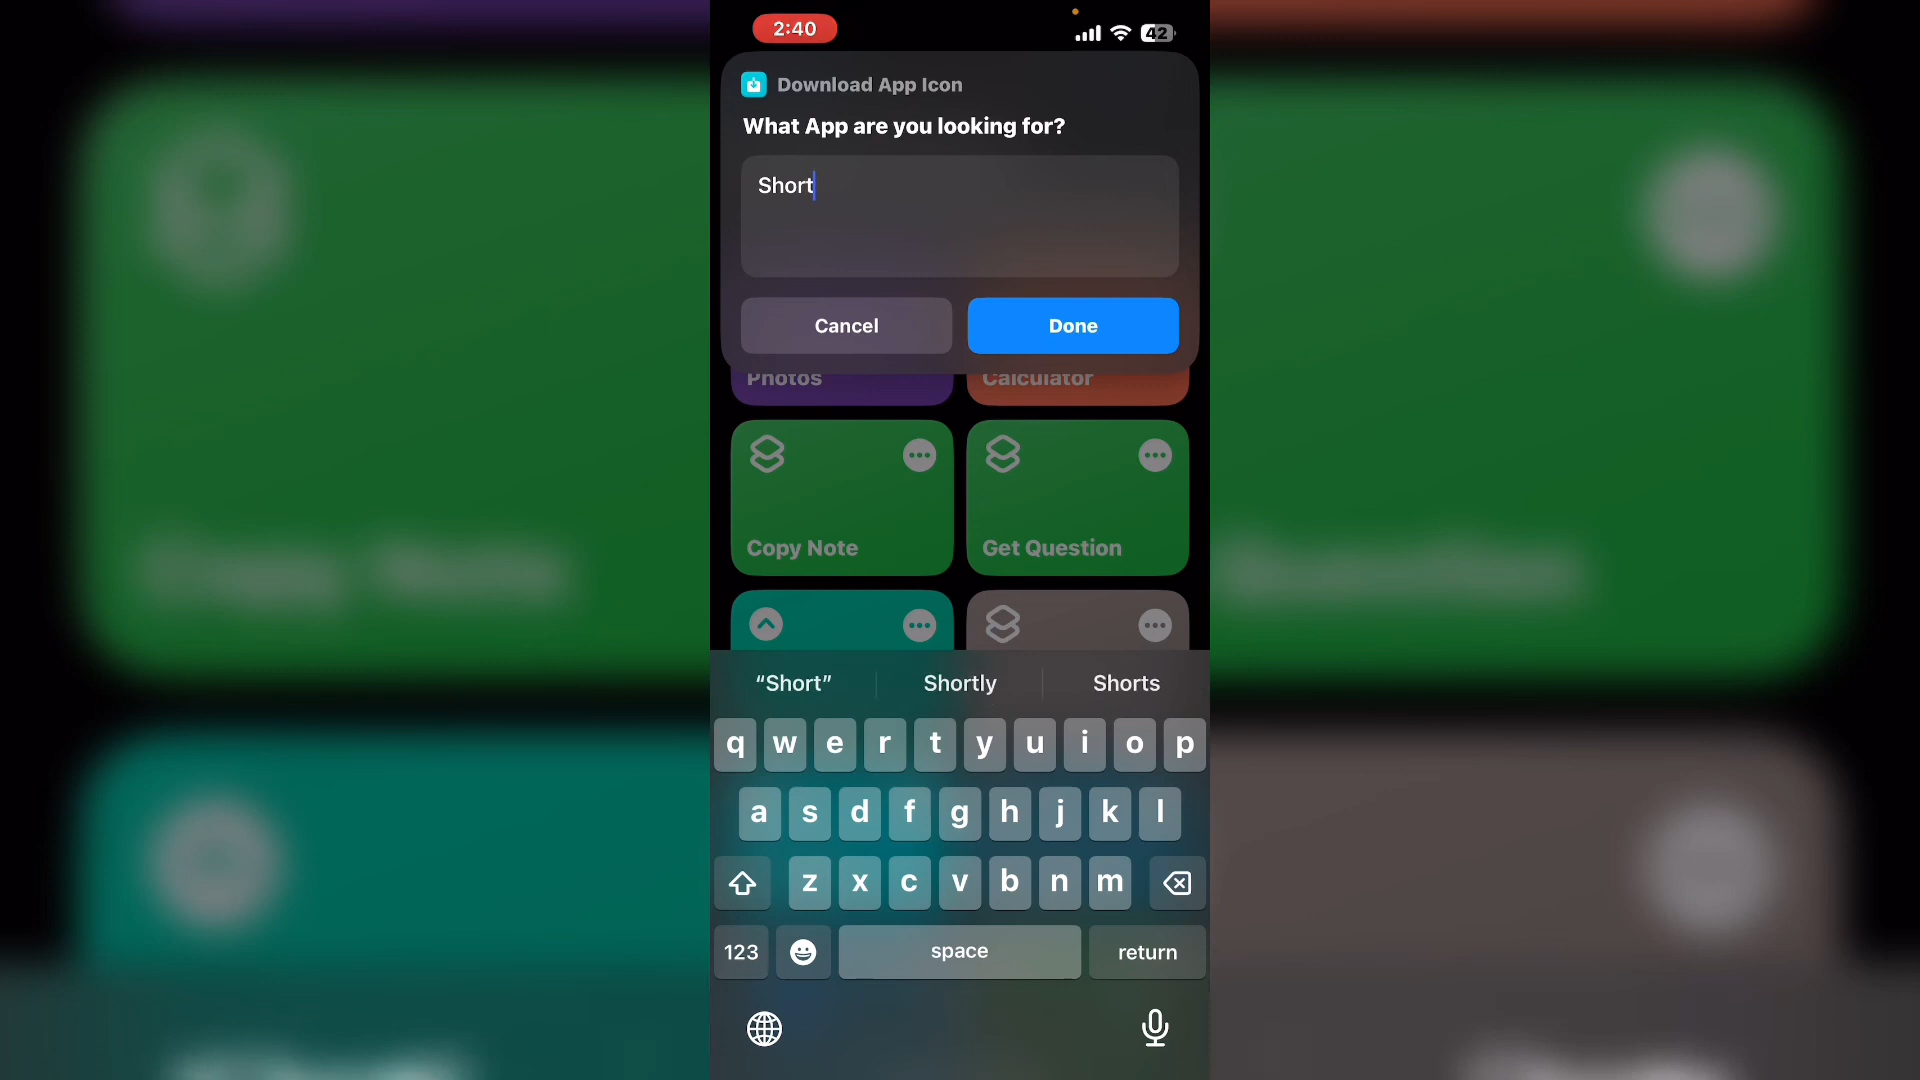 2:40
42
Download App Icon
What App are you looking for?
Short
Cancel
Done
Photos
Calculator
Copy Note
Get Question
“Short”
Shortly
Shorts
q w e r t y u i o p
a s d f g h j k l
z x c v b n m
123
space
return